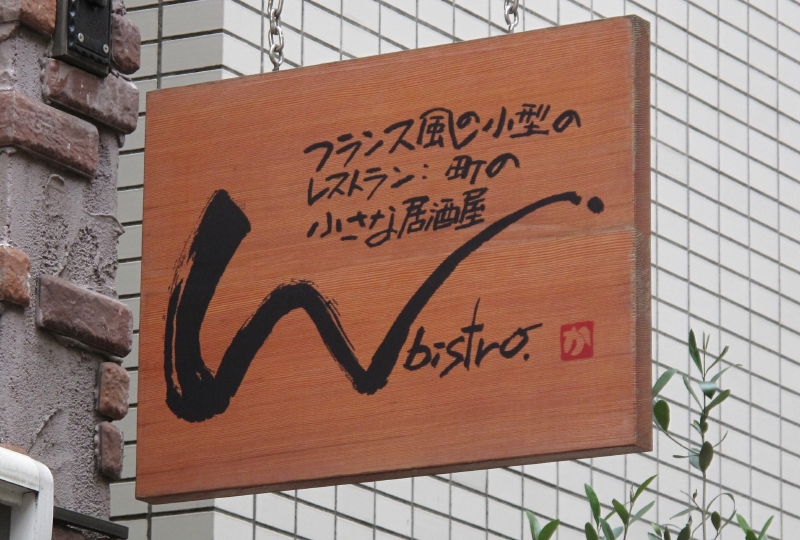 フランス風の小型の
レストラン：町の
小さな居酒屋
W
bistro.
か